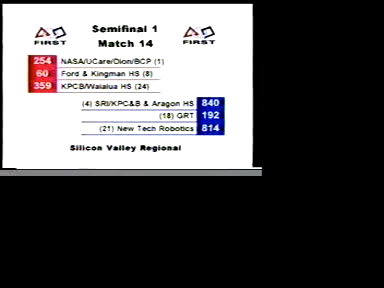 FIRST
Semifinal 1
Match 14
FIRST
254 NASA/UCare/Dion/BCP (1)
60 Ford & Kingman HS (8)
359 KPCB/Waialua HS (24)
(4) SRI/KPC&B & Aragon HS 840
(18) GRT 192
(21) New Tech Robotics 814
Silicon Valley Regional